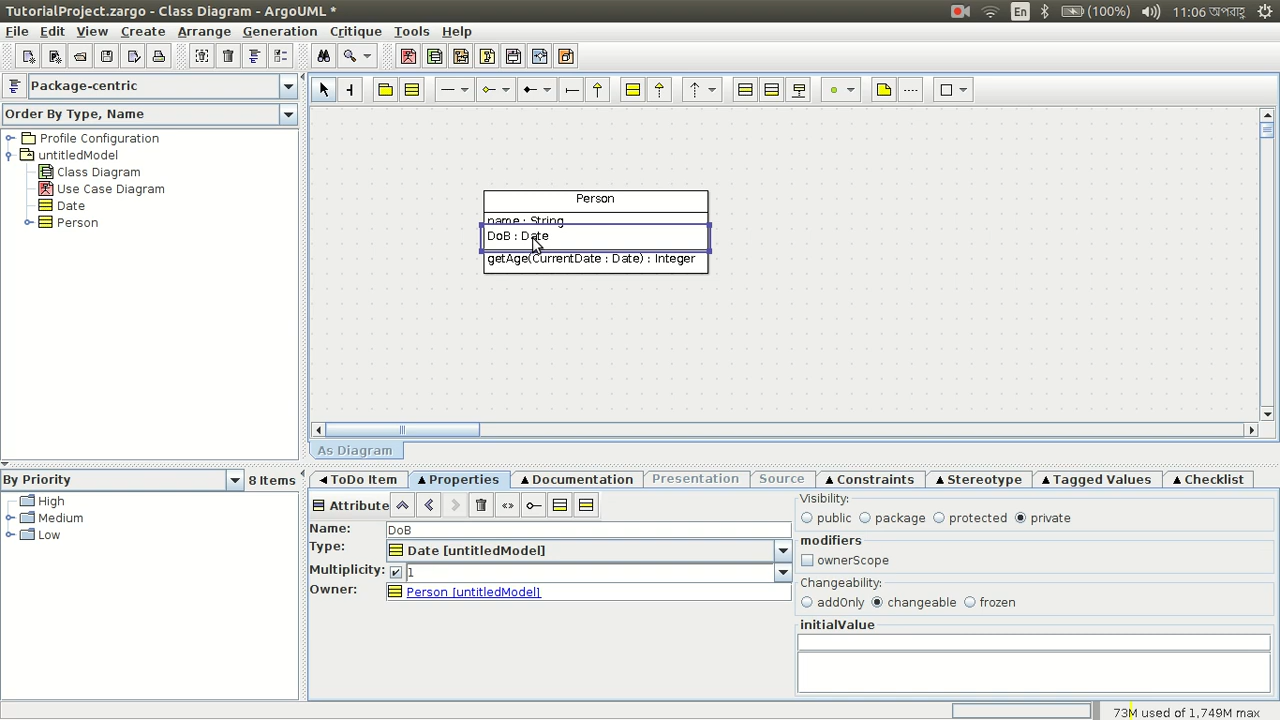 TutorialProject.zargo - Class Diagram - ArgoUML *
En (100%) 11:06 অপরাহ্ণ
File Edit View Create Arrange Generation Critique Tools Help
Package-centric
Order By Type, Name
Profile Configuration
untitledModel
Class Diagram
Use Case Diagram
Date
Person
Person
name : String
DoB : Date
getAge(CurrentDate : Date) : Integer
As Diagram
By Priority 8 Items
High
Medium
Low
ToDo Item Properties Documentation Presentation Source Constraints Stereotype Tagged Values Checklist
Attribute
Name: DoB
Type: Date [untitledModel]
Multiplicity: 1
Owner: Person [untitledModel]
Visibility:
public package protected private
modifiers
ownerScope
Changeability:
addOnly changeable frozen
initialValue
73M used of 1,749M max